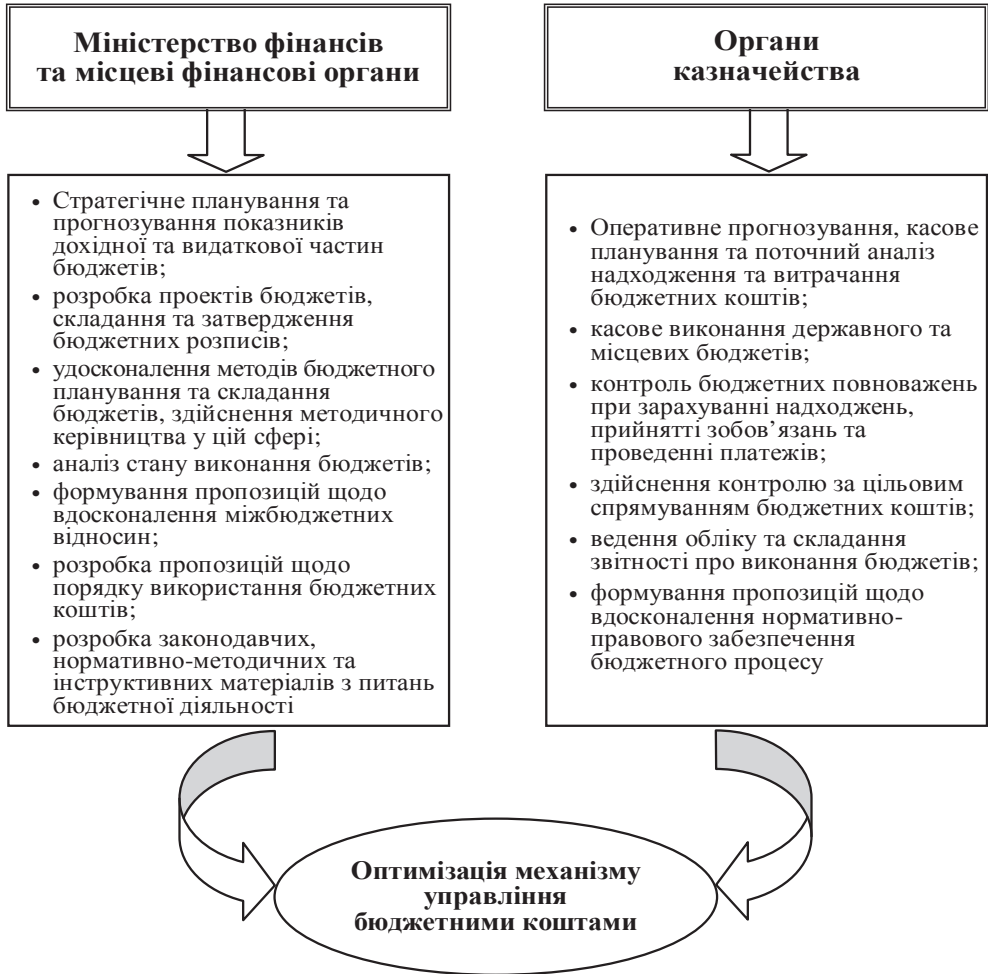 Міністерство фінансів
та місцеві фінансові органи
Органи
казначейства
• Стратегічне планування та
прогнозування показників
дохідної та видаткової частин
бюджетів;
• розробка проектів бюджетів,
складання та затвердження
бюджетних розписів;
• удосконалення методів бюджетного
планування та складання
бюджетів, здійснення методичного
керівництва у цій сфері;
• аналіз стану виконання бюджетів;
• формування пропозицій щодо
вдосконалення міжбюджетних
відносин;
• розробка пропозицій щодо
порядку використання бюджетних
коштів;
• розробка законодавчих,
нормативно-методичних та
інструктивних матеріалів з питань
бюджетної діяльності
• Оперативне прогнозування, касове
планування та поточний аналіз
надходження та витрачання
бюджетних коштів;
• касове виконання державного та
місцевих бюджетів;
• контроль бюджетних повноважень
при зарахуванні надходжень,
прийнятті зобов’язань та
проведенні платежів;
• здійснення контролю за цільовим
спрямуванням бюджетних коштів;
• ведення обліку та складання
звітності про виконання бюджетів;
• формування пропозицій щодо
вдосконалення нормативно-
правового забезпечення
бюджетного процесу
Оптимізація механізму
управління
бюджетними коштами